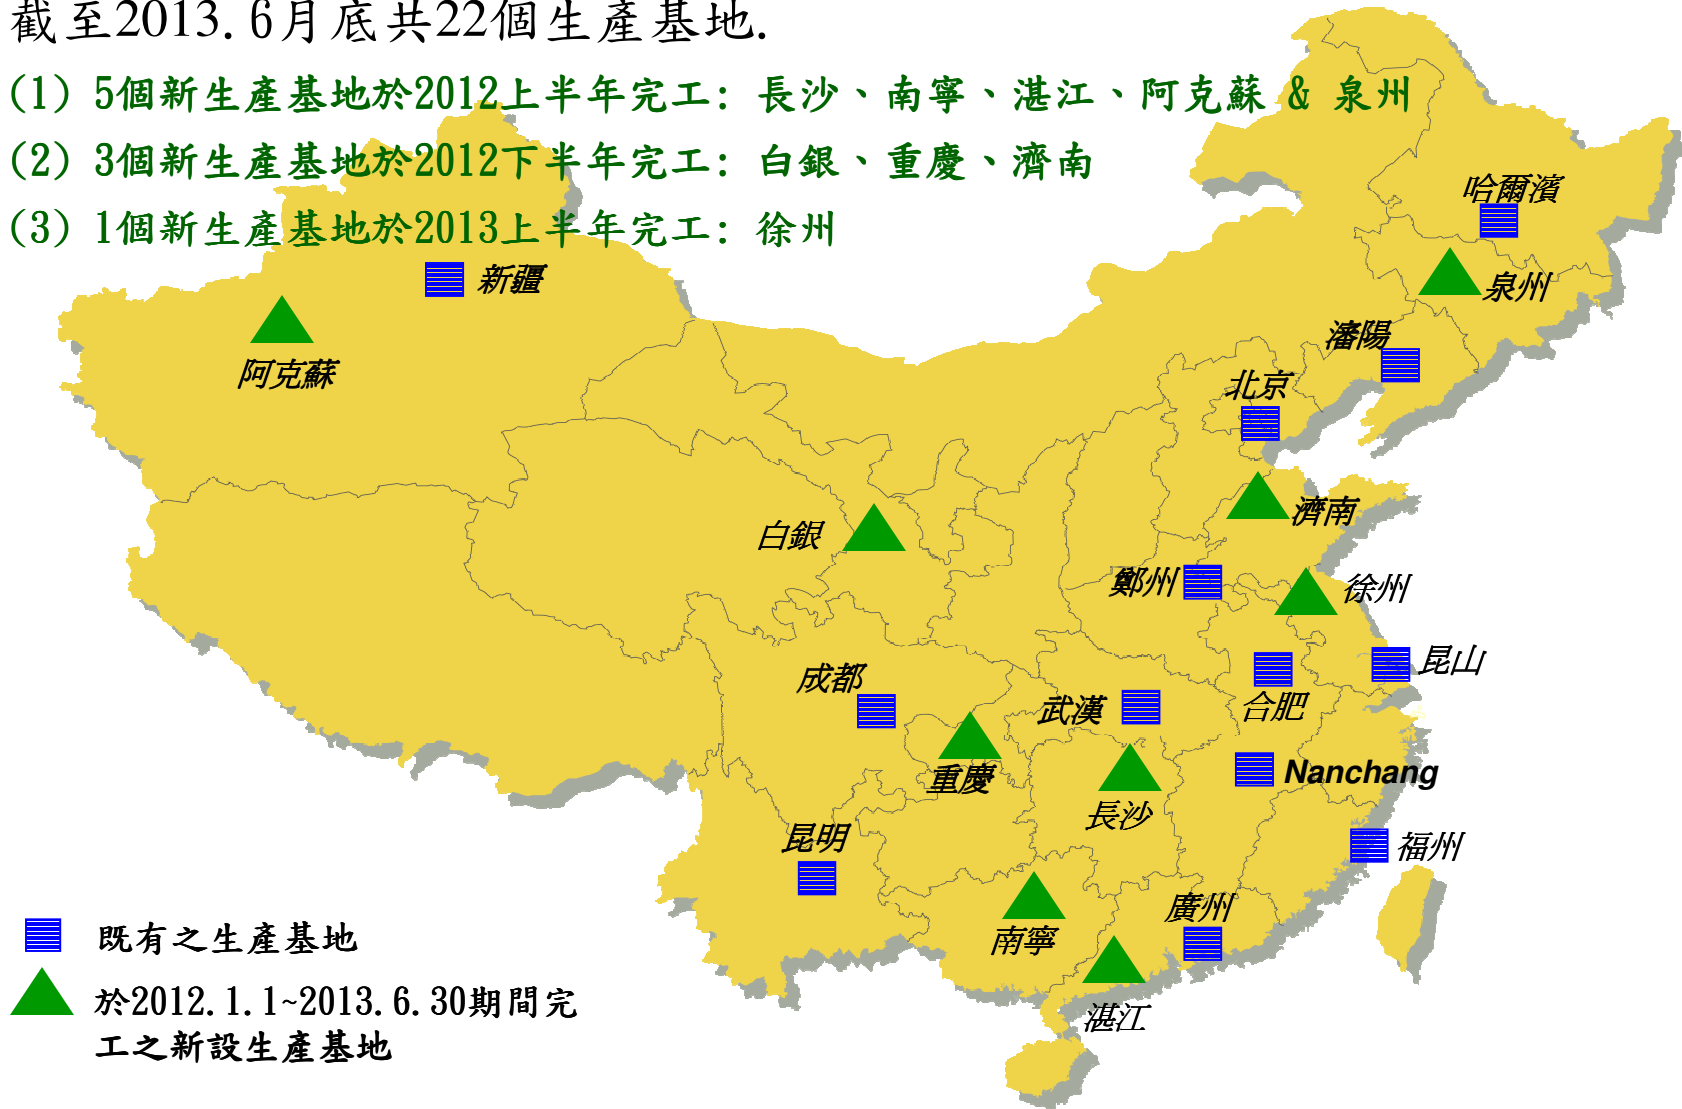 截至2013.6月底共22個生產基地.
(1) 5個新生產基地於2012上半年完工: 長沙、南寧、湛江、阿克蘇 & 泉州
(2) 3個新生產基地於2012下半年完工: 白銀、重慶、濟南
(3) 1個新生產基地於2013上半年完工: 徐州
哈爾濱
新疆
泉州
瀋陽
阿克蘇
北京
濟南
白銀
鄭州
徐州
昆山
成都
武漢
合肥
重慶
Nanchang
長沙
昆明
福州
廣州
南寧
湛江
既有之生產基地
於2012.1.1~2013.6.30期間完
工之新設生產基地